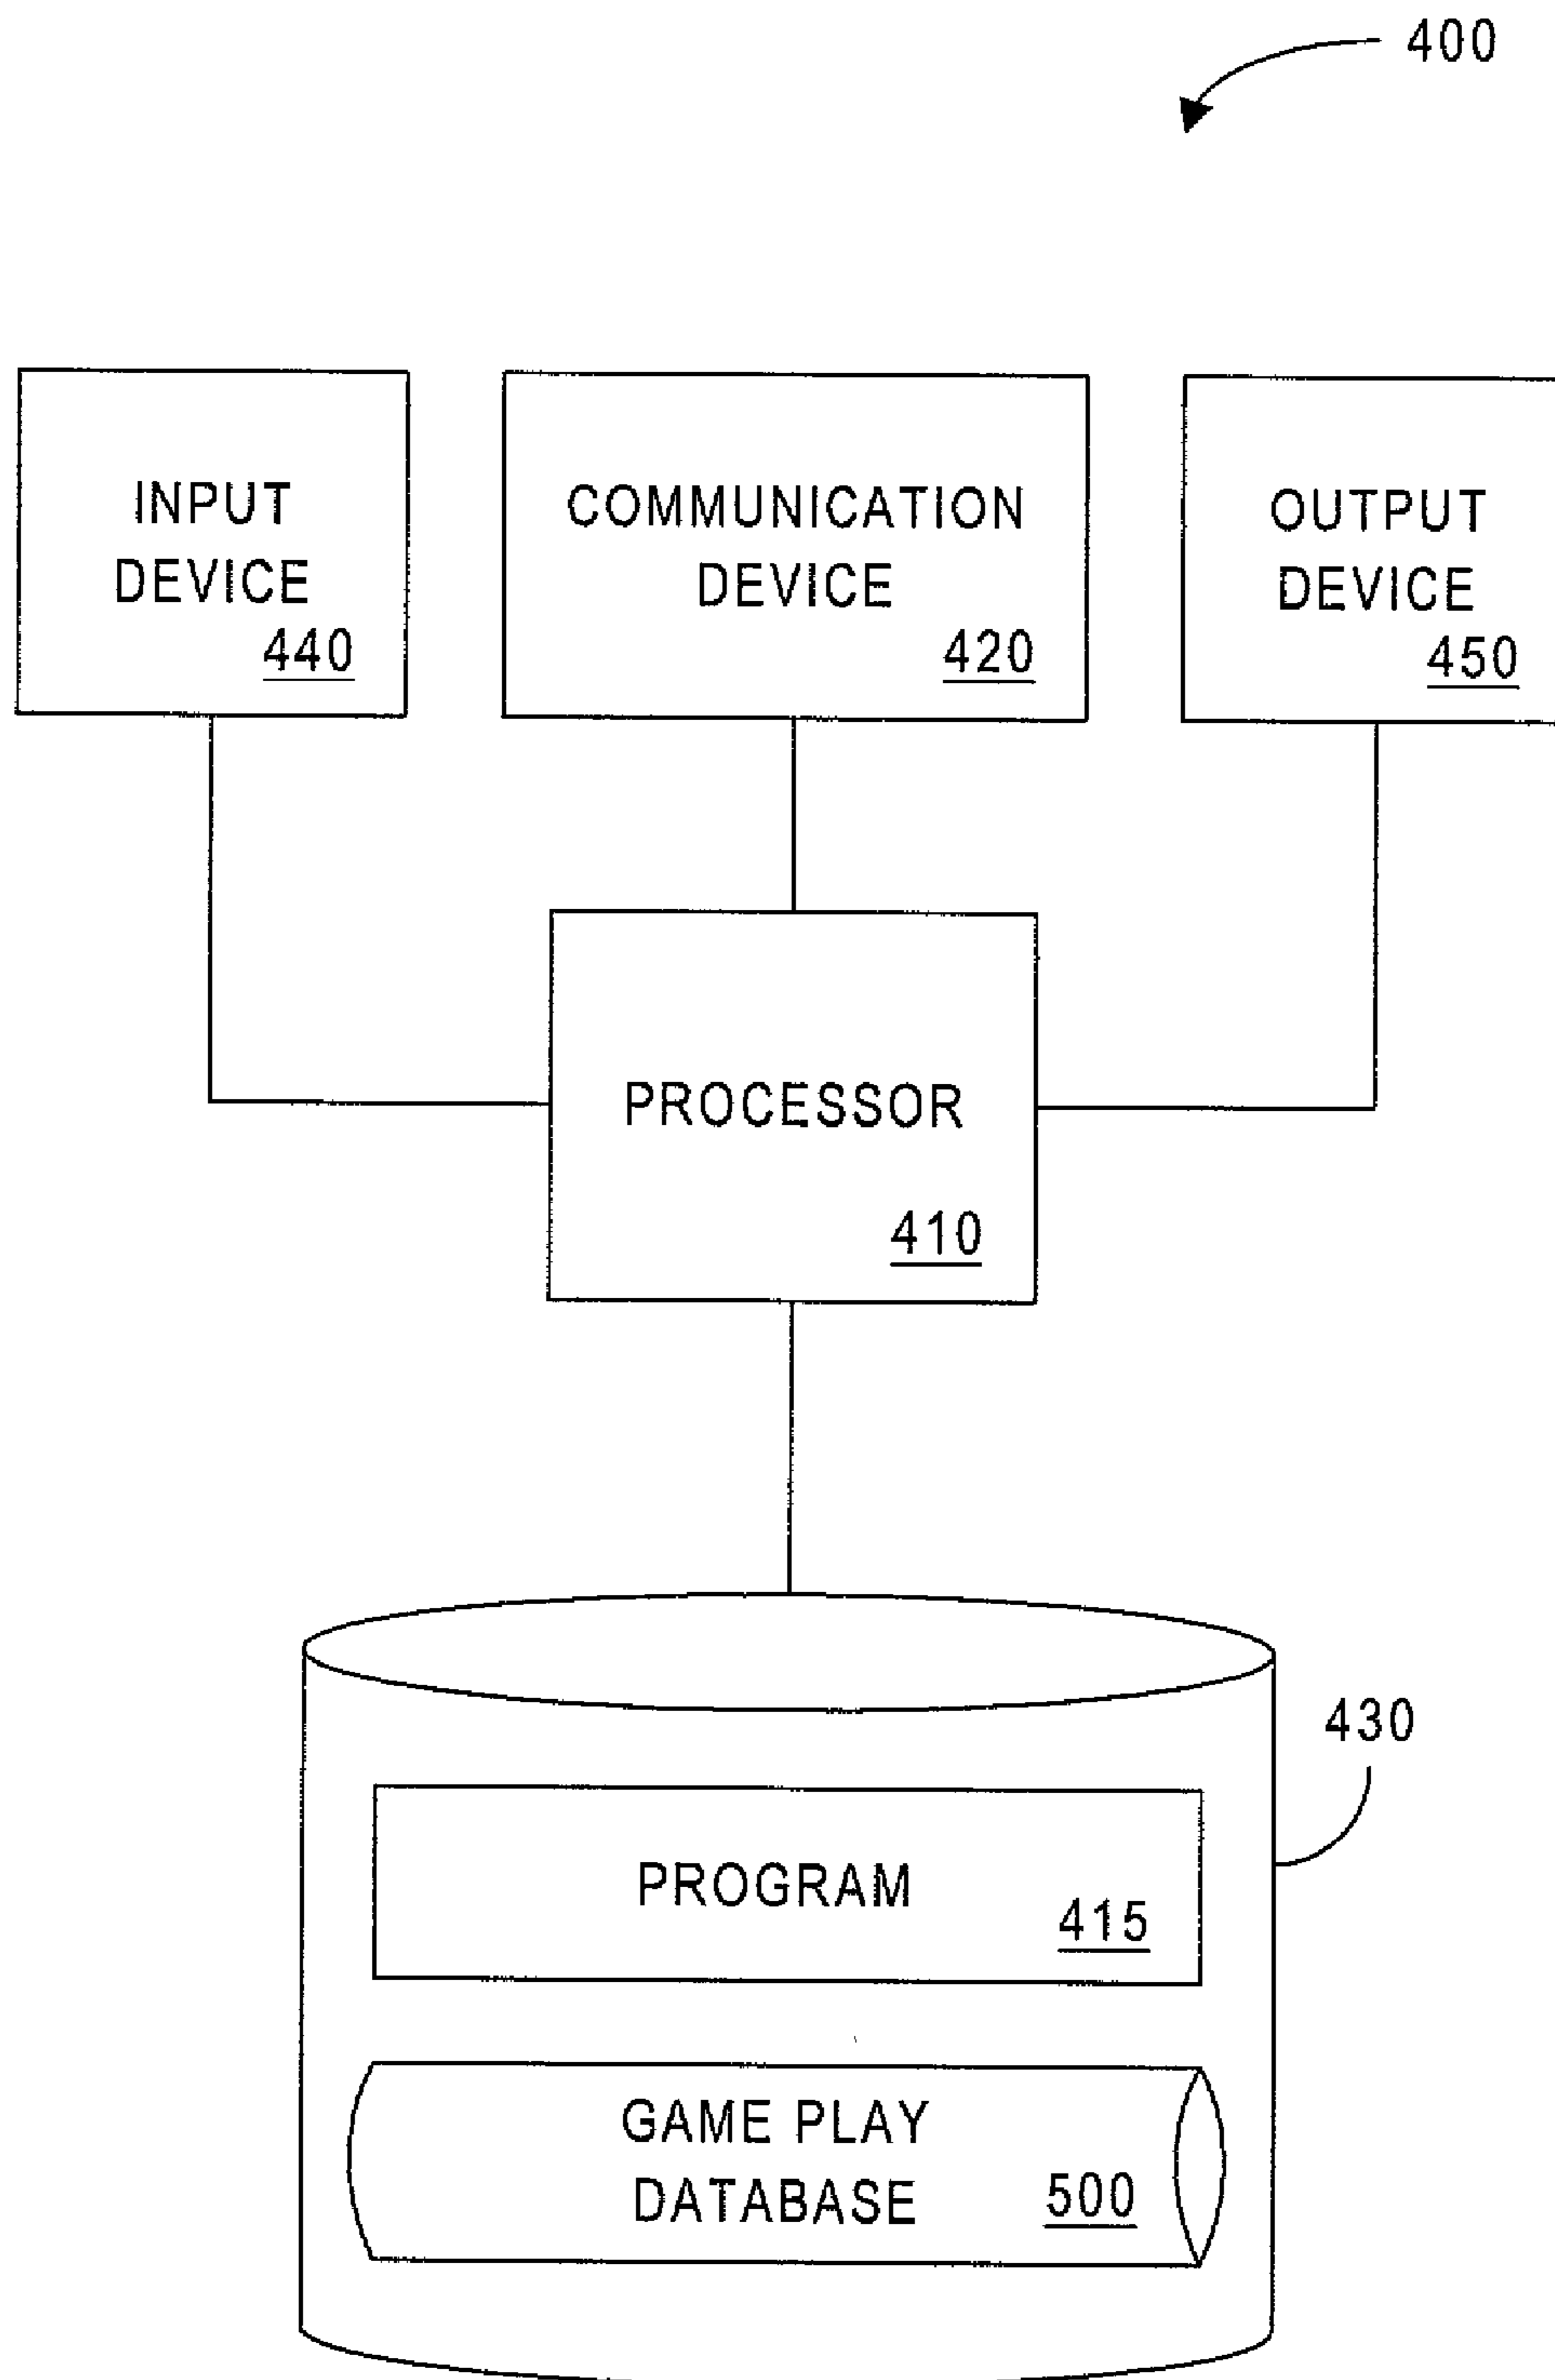 400
INPUT
DEVICE
440
COMMUNICATION
DEVICE
420
OUTPUT
DEVICE
450
PROCESSOR
410
430
PROGRAM
415
GAME PLAY
DATABASE
500